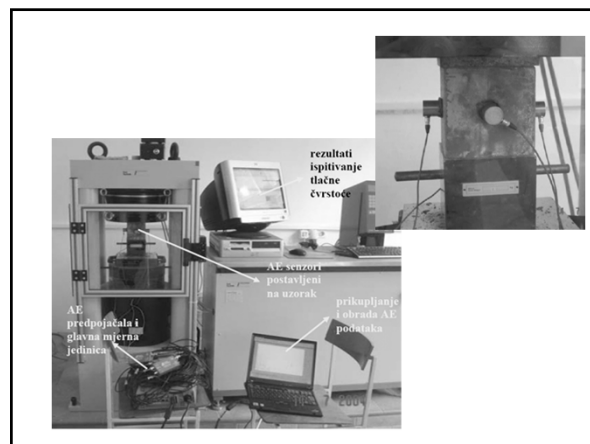 rezultati
ispitivanje
tlačne
čvrstoće
AE senzori
postavljeni
na uzorak
AE
predpojačala i
glavna mjerna
jedinica
prikupljanje
i obrada AE
podataka